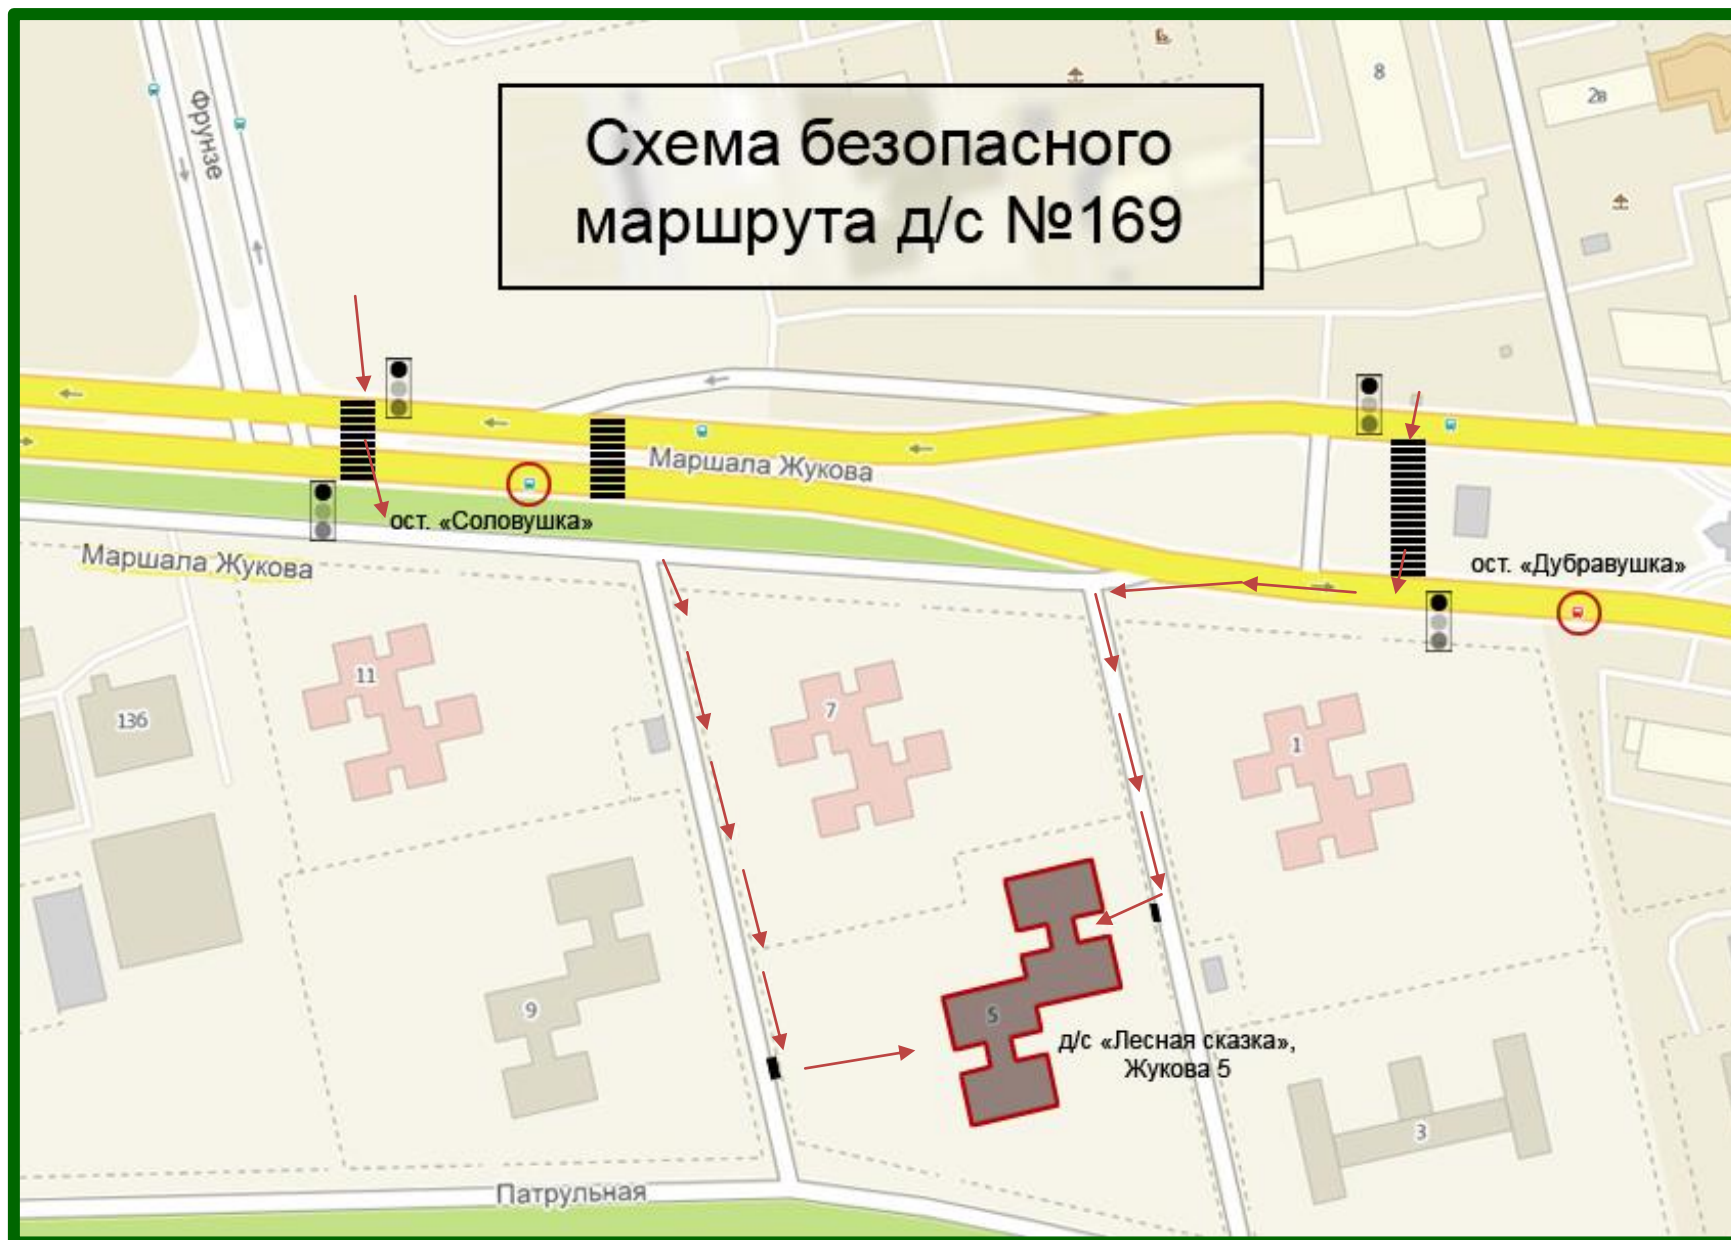 Схема безопасного
маршрута д/с №169
8
2в
Фрунзе
Маршала Жукова
ост. «Соловушка»
Маршала Жукова
ост. «Дубравушка»
11
13б
7
1
9
5
д/с «Лесная сказка»,
Жукова 5
3
Патрульная